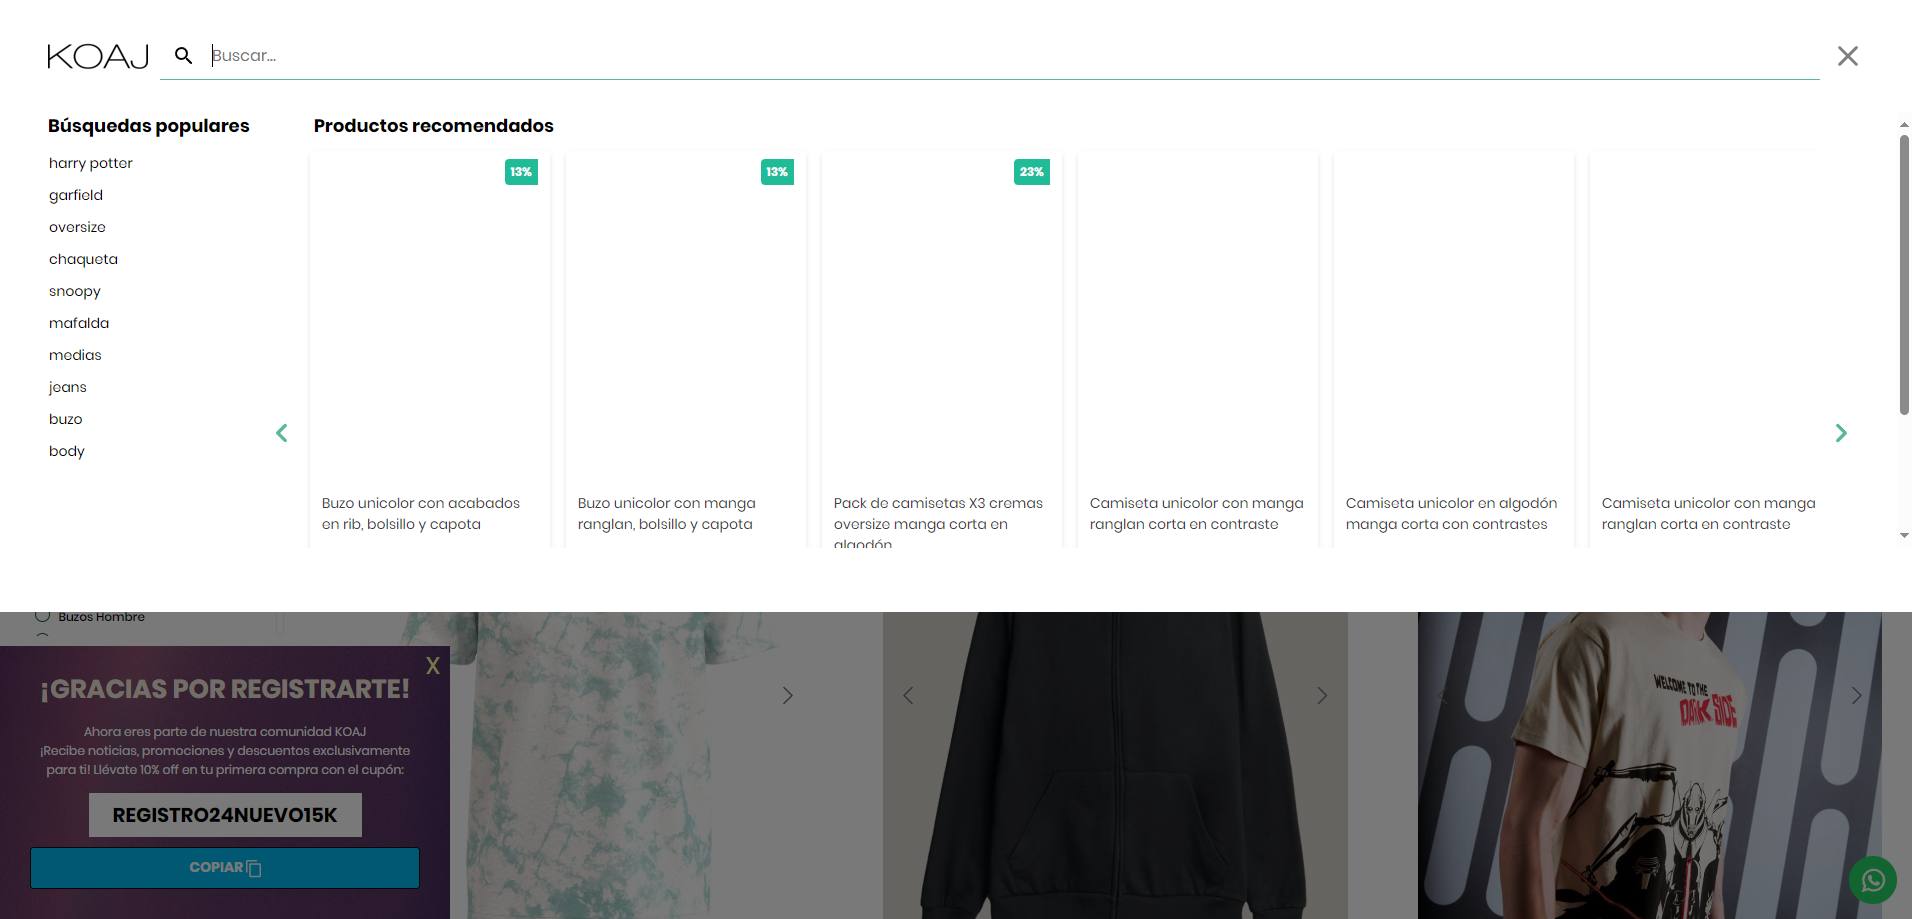 KOAJ
Buscar...
Búsquedas populares
harry potter
garfield
oversize
chaqueta
snoopy
mafalda
medias
jeans
buzo
body
Productos recomendados
13%
13%
23%
Buzo unicolor con acabados
en rib, bolsillo y capota
Buzo unicolor con manga
ranglan, bolsillo y capota
Pack de camisetas X3 cremas
oversize manga corta en
algodón
Camiseta unicolor con manga
ranglan corta en contraste
Camiseta unicolor en algodón
manga corta con contrastes
Camiseta unicolor con manga
ranglan corta en contraste
Buzos Hombre
X
¡GRACIAS POR REGISTRARTE!
Ahora eres parte de nuestra comunidad KOAJ
¡Recibe noticias, promociones y descuentos exclusivamente
para ti! Llévate 10% off en tu primera compra con el cupón:
REGISTRO24NUEVO15K
COPIAR
WELCOME TO THE
DARK SIDE